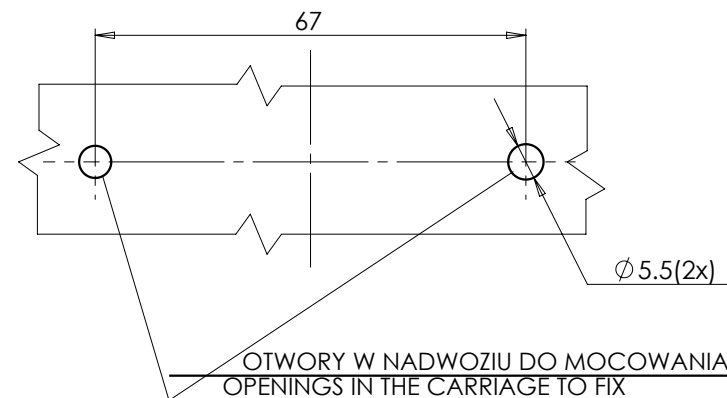 67
⌀5.5(2x)
OTWORY W NADWOZIU DO MOCOWANIA
OPENINGS IN THE CARRIAGE TO FIX